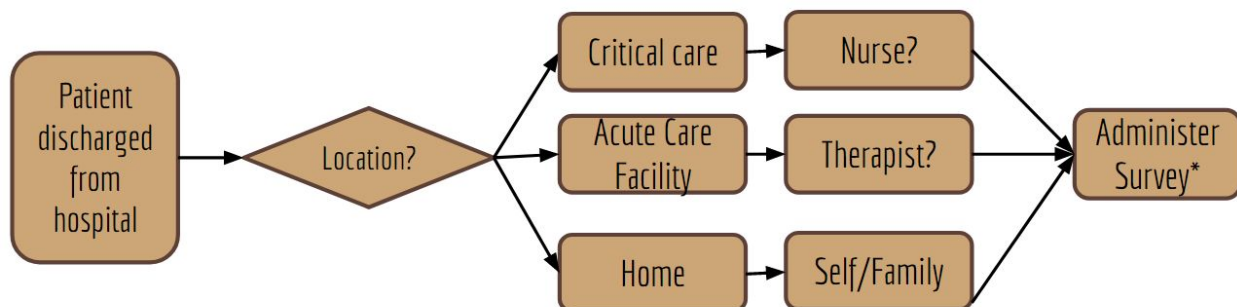 Patient
discharged
from
hospital
Location?
Critical care
Nurse?
Acute Care
Facility
Therapist?
Home
Self/Family
Administer
Survey*